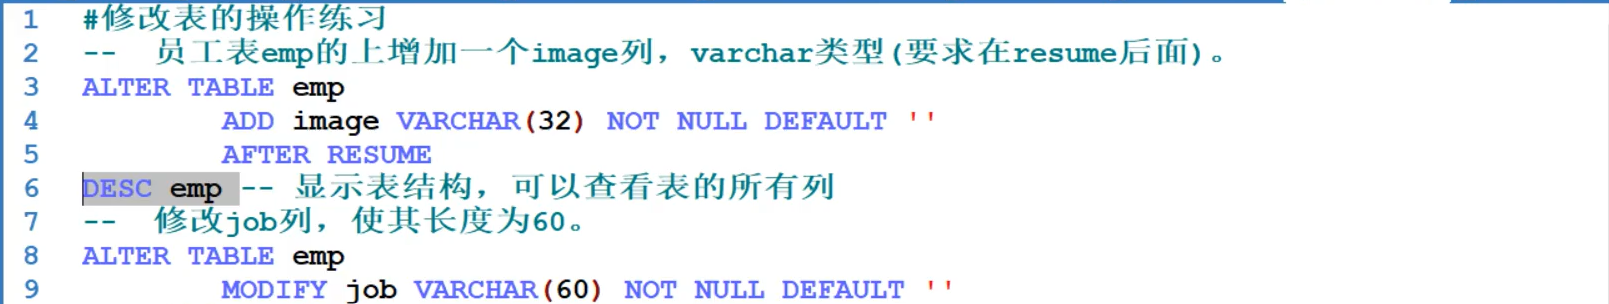 1 #修改表的操作练习
2 -- 员工表emp的上增加一个image列，varchar类型(要求在resume后面)。
3 ALTER TABLE emp
4 ADD image VARCHAR(32) NOT NULL DEFAULT ''
5 AFTER RESUME
6 DESC emp -- 显示表结构，可以查看表的所有列
7 -- 修改job列，使其长度为60。
8 ALTER TABLE emp
9 MODIFY job VARCHAR(60) NOT NULL DEFAULT ''